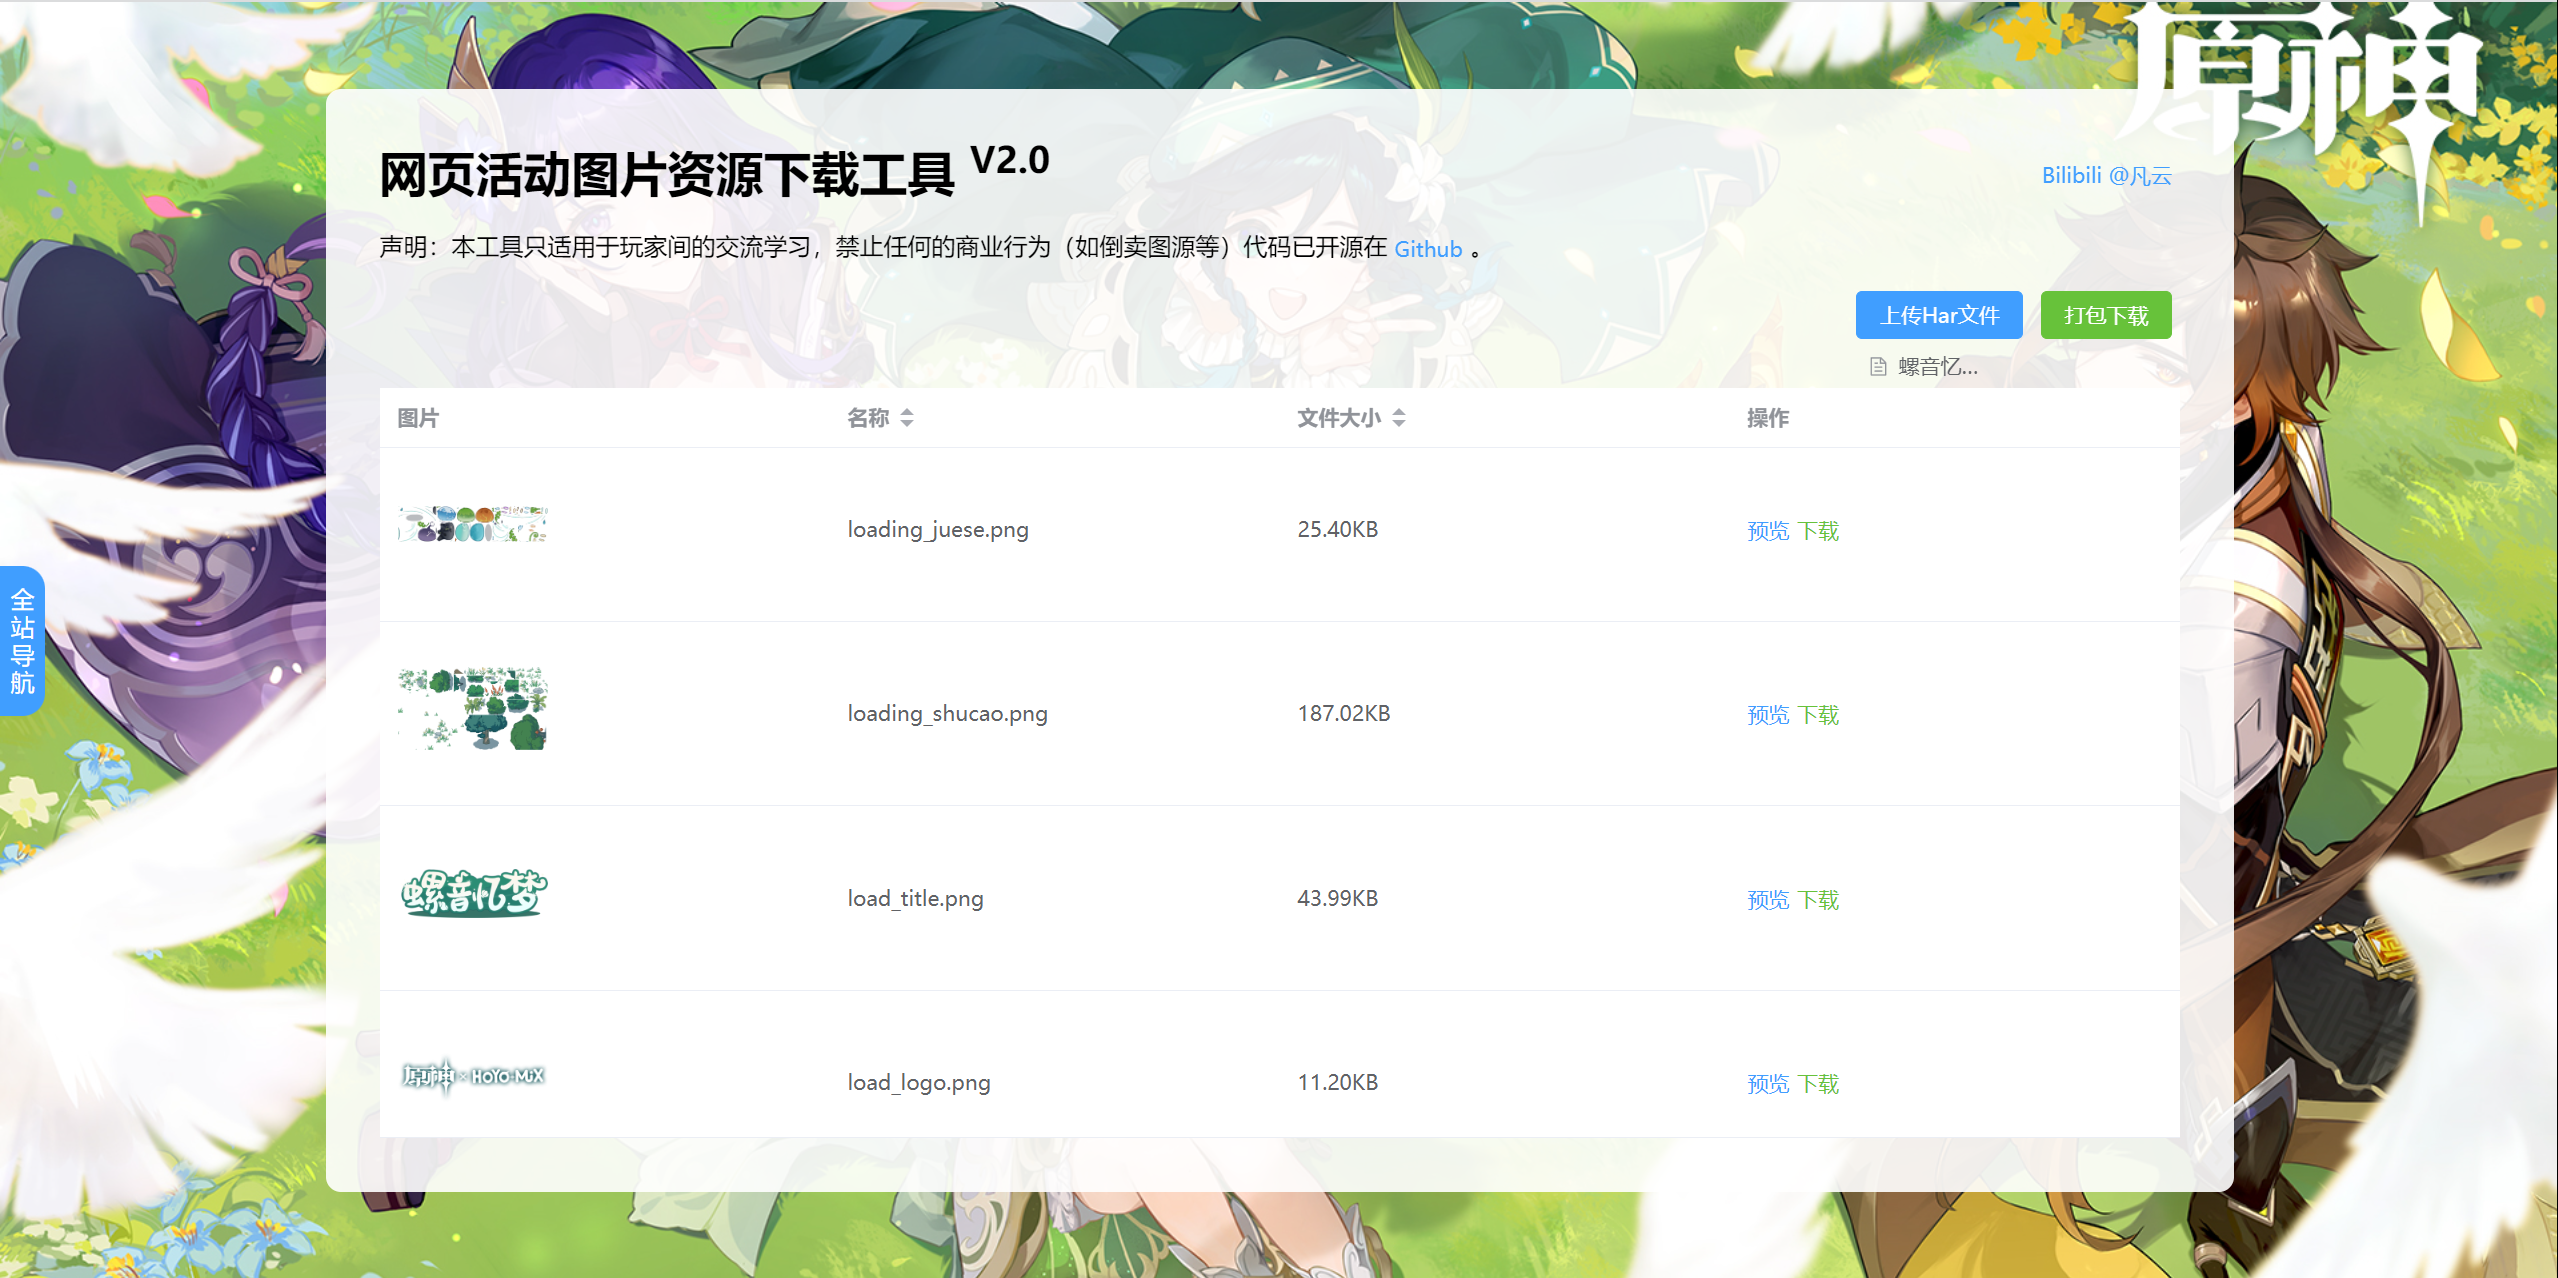 原神
网页活动图片资源下载工具 V2.0
Bilibili @凡云
声明：本工具只适用于玩家间的交流学习，禁止任何的商业行为（如倒卖图源等）代码已开源在 Github 。
上传Har文件 打包下载
螺音忆...
图片 名称 文件大小 操作
loading_juese.png 25.40KB 预览 下载
全站导航
loading_shucao.png 187.02KB 预览 下载
螺音忆梦 load_title.png 43.99KB 预览 下载
原神×HOYO-MiX load_logo.png 11.20KB 预览 下载